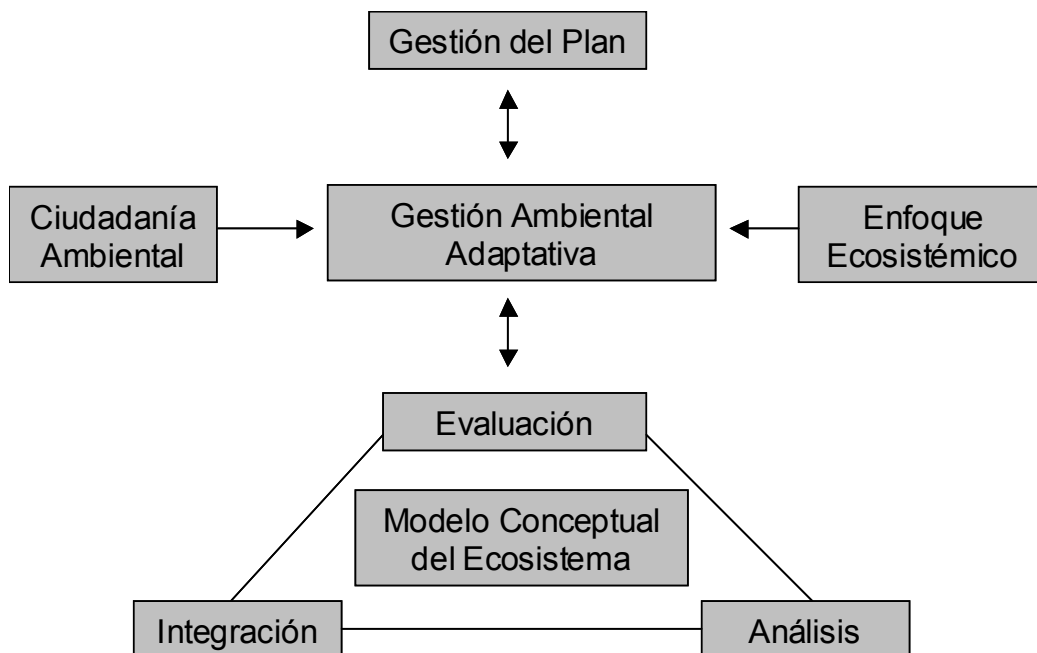 Gestión del Plan
Ciudadanía
Ambiental
Gestión Ambiental
Adaptativa
Enfoque
Ecosistémico
Evaluación
Modelo Conceptual
del Ecosistema
Integración
Análisis